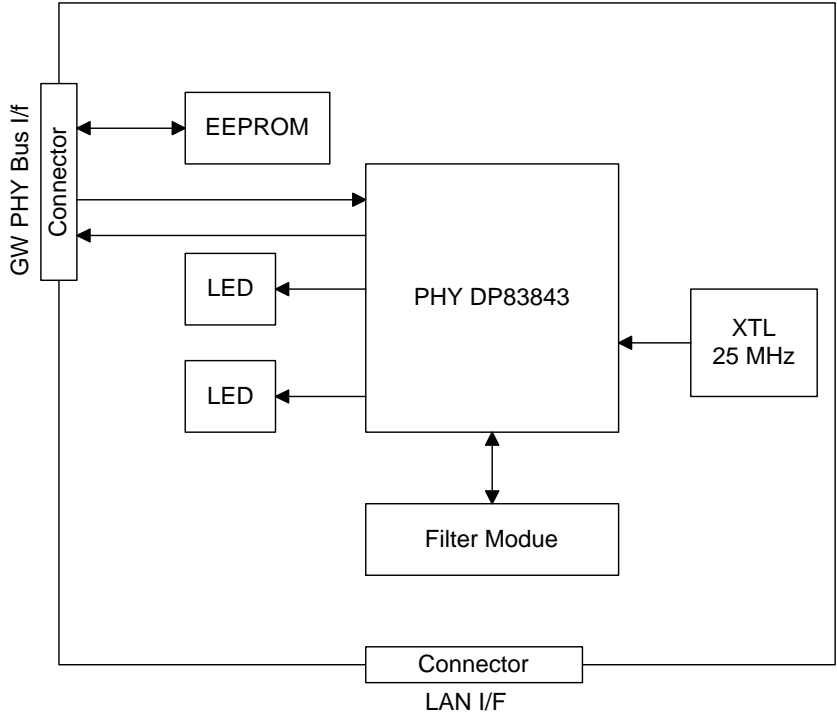 GW PHY Bus I/f
Connector
EEPROM
LED
PHY DP83843
XTL
25 MHz
LED
Filter Modue
Connector
LAN I/F